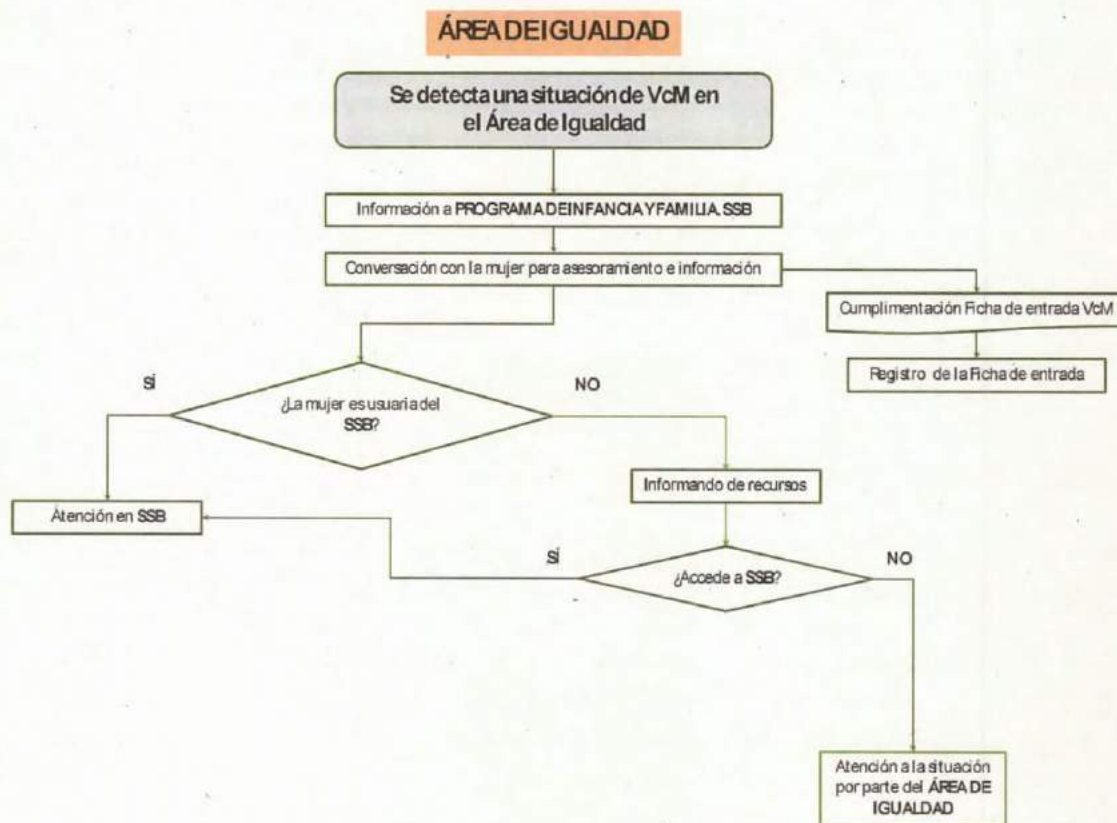 ÁREA DE IGUALDAD
Se detecta una situación de VcM en
el Área de Igualdad
Información a PROGRAMA DE INFANCIA Y FAMILIA. SSB
Conversación con la mujer para asesoramiento e información
Cumplimentación Ficha de entrada VcM
Registro de la Ficha de entrada
SÍ
NO
¿La mujer es usuaria del
SSB?
Informando de recursos
Atención en SSB
SÍ
NO
¿Accede a SSB?
Atención a la situación
por parte del ÁREA DE
IGUALDAD